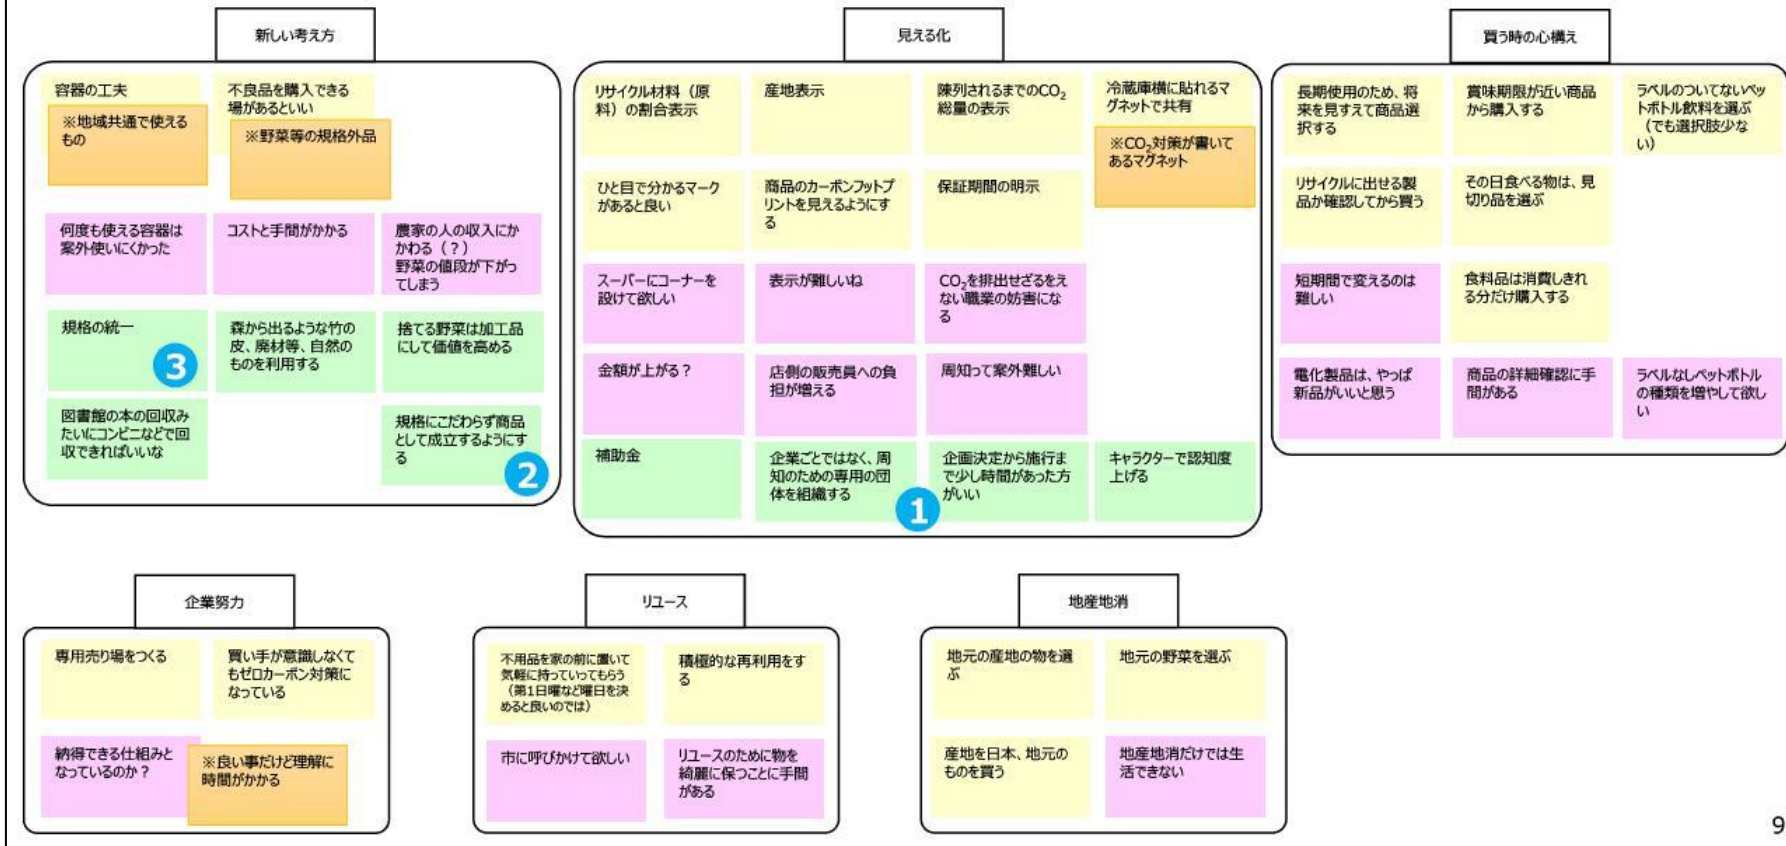 新しい考え方
容器の工夫
※地域共通で使える
もの
不良品を購入できる
場があるといい
※野菜等の規格外品
何度も使える容器は
案外使いにくかった
コストと手間がかかる
農家の人の収入にか
かわる（？）
野菜の値段が下がっ
てしまう
規格の統一
3
森から出るような竹の
皮、廃材等、自然の
ものを利用する
捨てる野菜は加工品
にして価値を高める
図書館の本の回収み
たいにコンビニなどで回
収できればいいな
規格にこだわらず商品
として成立するようにす
る
2
見える化
リサイクル材料（原
料）の割合表示
産地表示
陳列されるまでのCO₂
総量の表示
冷蔵庫横に貼れるマ
グネットで共有
※CO₂対策が書いて
あるマグネット
ひと目で分かるマーク
があると良い
商品のカーボンフットプ
リントを見えるようにす
る
保証期間の明示
スーパーにコーナーを
設けて欲しい
表示が難しいね
CO₂を排出せざるをえ
ない職業の妨害にな
る
金額が上がる？
店側の販売員への負
担が増える
周知って案外難しい
補助金
企業ごとではなく、周
知のための専用の団
体を組織する
1
企画決定から施行ま
で少し時間があった方
がいい
キャラクターで認知度
上げる
買う時の心構え
長期使用のため、将
来を見すえて商品選
択する
賞味期限が近い商品
から購入する
ラベルのついてないペッ
トボトル飲料を選ぶ
（でも選択肢少な
い）
リサイクルに出せる製
品か確認してから買う
その日食べる物は、見
切り品を選ぶ
短期間で変えるのは
難しい
食料品は消費しきれ
る分だけ購入する
電化製品は、やっぱ
新品がいいと思う
商品の詳細確認に手
間がある
ラベルなしペットボトル
の種類を増やして欲し
い
企業努力
専用売り場をつくる
買い手が意識しなくて
もゼロカーボン対策に
なっている
納得できる仕組みと
なっているのか？
※良い事だけど理解に
時間がかかる
リユース
不用品を家の前に置いて
気軽に持っていってもらう
（第1日曜など曜日を決
めると良いのでは）
積極的な再利用をす
る
市に呼びかけて欲しい
リユースのために物を
綺麗に保つことに手間
がある
地産地消
地元の産地の物を選
ぶ
地元の野菜を選ぶ
産地を日本、地元の
ものを買う
地産地消だけでは生
活できない
9